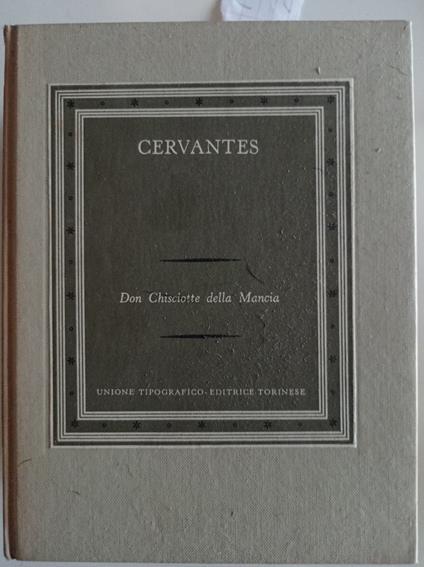 CERVANTES
Don Chisciotte della Mancia
UNIONE TIPOGRAFICO-EDITRICE TORINESE